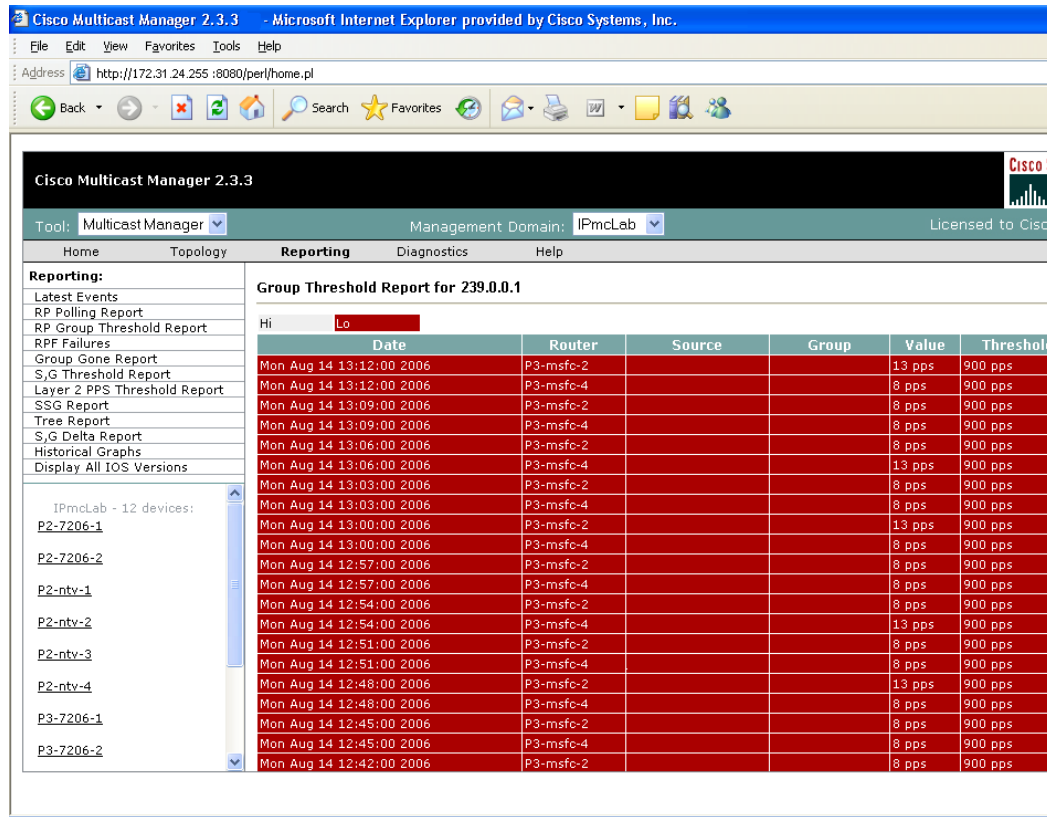 Cisco Multicast Manager 2.3.3 - Microsoft Internet Explorer provided by Cisco Systems, Inc.
File Edit View Favorites Tools Help
Address http://172.31.24.255 :8080/perl/home.pl
Back Search Favorites
Cisco Multicast Manager 2.3.3
CISCO
Tool: Multicast Manager Management Domain: IPmcLab Licensed to Cisc
Home Topology Reporting Diagnostics Help
Reporting:
Latest Events
RP Polling Report
RP Group Threshold Report
RPF Failures
Group Gone Report
S,G Threshold Report
Layer 2 PPS Threshold Report
SSG Report
Tree Report
S,G Delta Report
Historical Graphs
Display All IOS Versions
IPmcLab - 12 devices:
P2-7206-1
P2-7206-2
P2-ntv-1
P2-ntv-2
P2-ntv-3
P2-ntv-4
P3-7206-1
P3-7206-2
Group Threshold Report for 239.0.0.1
Hi Lo
Date Router Source Group Value Threshold
Mon Aug 14 13:12:00 2006 P3-msfc-2 13 pps 900 pps
Mon Aug 14 13:12:00 2006 P3-msfc-4 8 pps 900 pps
Mon Aug 14 13:09:00 2006 P3-msfc-2 8 pps 900 pps
Mon Aug 14 13:09:00 2006 P3-msfc-4 8 pps 900 pps
Mon Aug 14 13:06:00 2006 P3-msfc-2 8 pps 900 pps
Mon Aug 14 13:06:00 2006 P3-msfc-4 13 pps 900 pps
Mon Aug 14 13:03:00 2006 P3-msfc-2 8 pps 900 pps
Mon Aug 14 13:03:00 2006 P3-msfc-4 8 pps 900 pps
Mon Aug 14 13:00:00 2006 P3-msfc-2 13 pps 900 pps
Mon Aug 14 13:00:00 2006 P3-msfc-4 8 pps 900 pps
Mon Aug 14 12:57:00 2006 P3-msfc-2 8 pps 900 pps
Mon Aug 14 12:57:00 2006 P3-msfc-4 8 pps 900 pps
Mon Aug 14 12:54:00 2006 P3-msfc-2 8 pps 900 pps
Mon Aug 14 12:54:00 2006 P3-msfc-4 13 pps 900 pps
Mon Aug 14 12:51:00 2006 P3-msfc-2 8 pps 900 pps
Mon Aug 14 12:51:00 2006 P3-msfc-4 8 pps 900 pps
Mon Aug 14 12:48:00 2006 P3-msfc-2 13 pps 900 pps
Mon Aug 14 12:48:00 2006 P3-msfc-4 8 pps 900 pps
Mon Aug 14 12:45:00 2006 P3-msfc-2 8 pps 900 pps
Mon Aug 14 12:45:00 2006 P3-msfc-4 8 pps 900 pps
Mon Aug 14 12:42:00 2006 P3-msfc-2 8 pps 900 pps